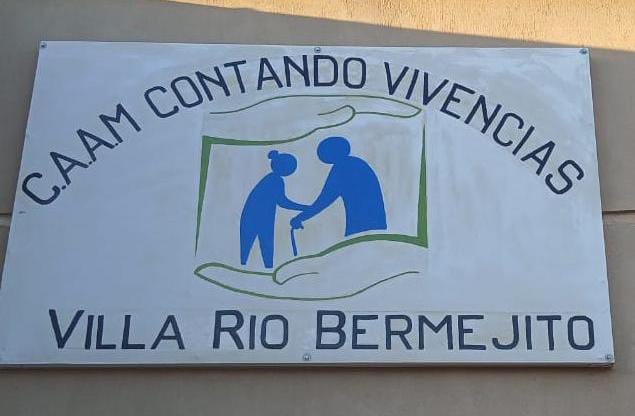 C.A.A.M CONTANDO VIVENCIAS
VILLA RIO BERMEJITO